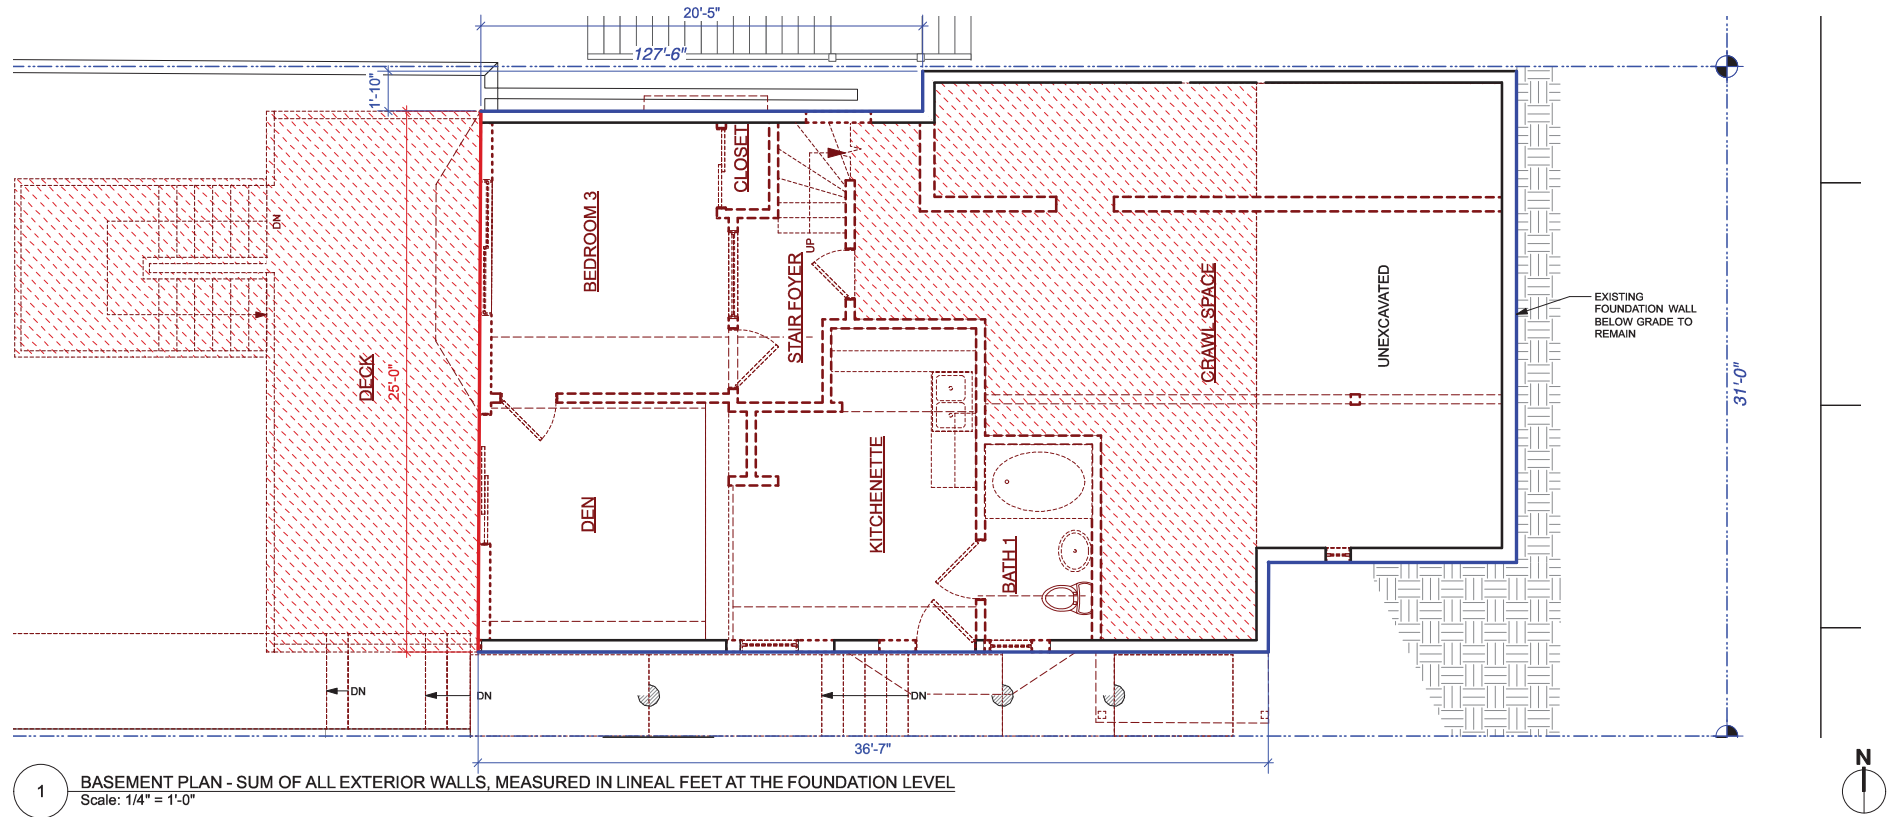 20'-5"
127'-6"
1'-10"
CLOSET
BEDROOM 3
DN
UP
STAIR FOYER
CRAWL SPACE
UNEXCAVATED
EXISTING
FOUNDATION WALL
BELOW GRADE TO
REMAIN
DECK
25'-0"
31'-0"
KITCHENETTE
DEN
BATH 1
DN
DN
DN
36'-7"
N
1
BASEMENT PLAN - SUM OF ALL EXTERIOR WALLS, MEASURED IN LINEAL FEET AT THE FOUNDATION LEVEL
Scale: 1/4" = 1'-0"